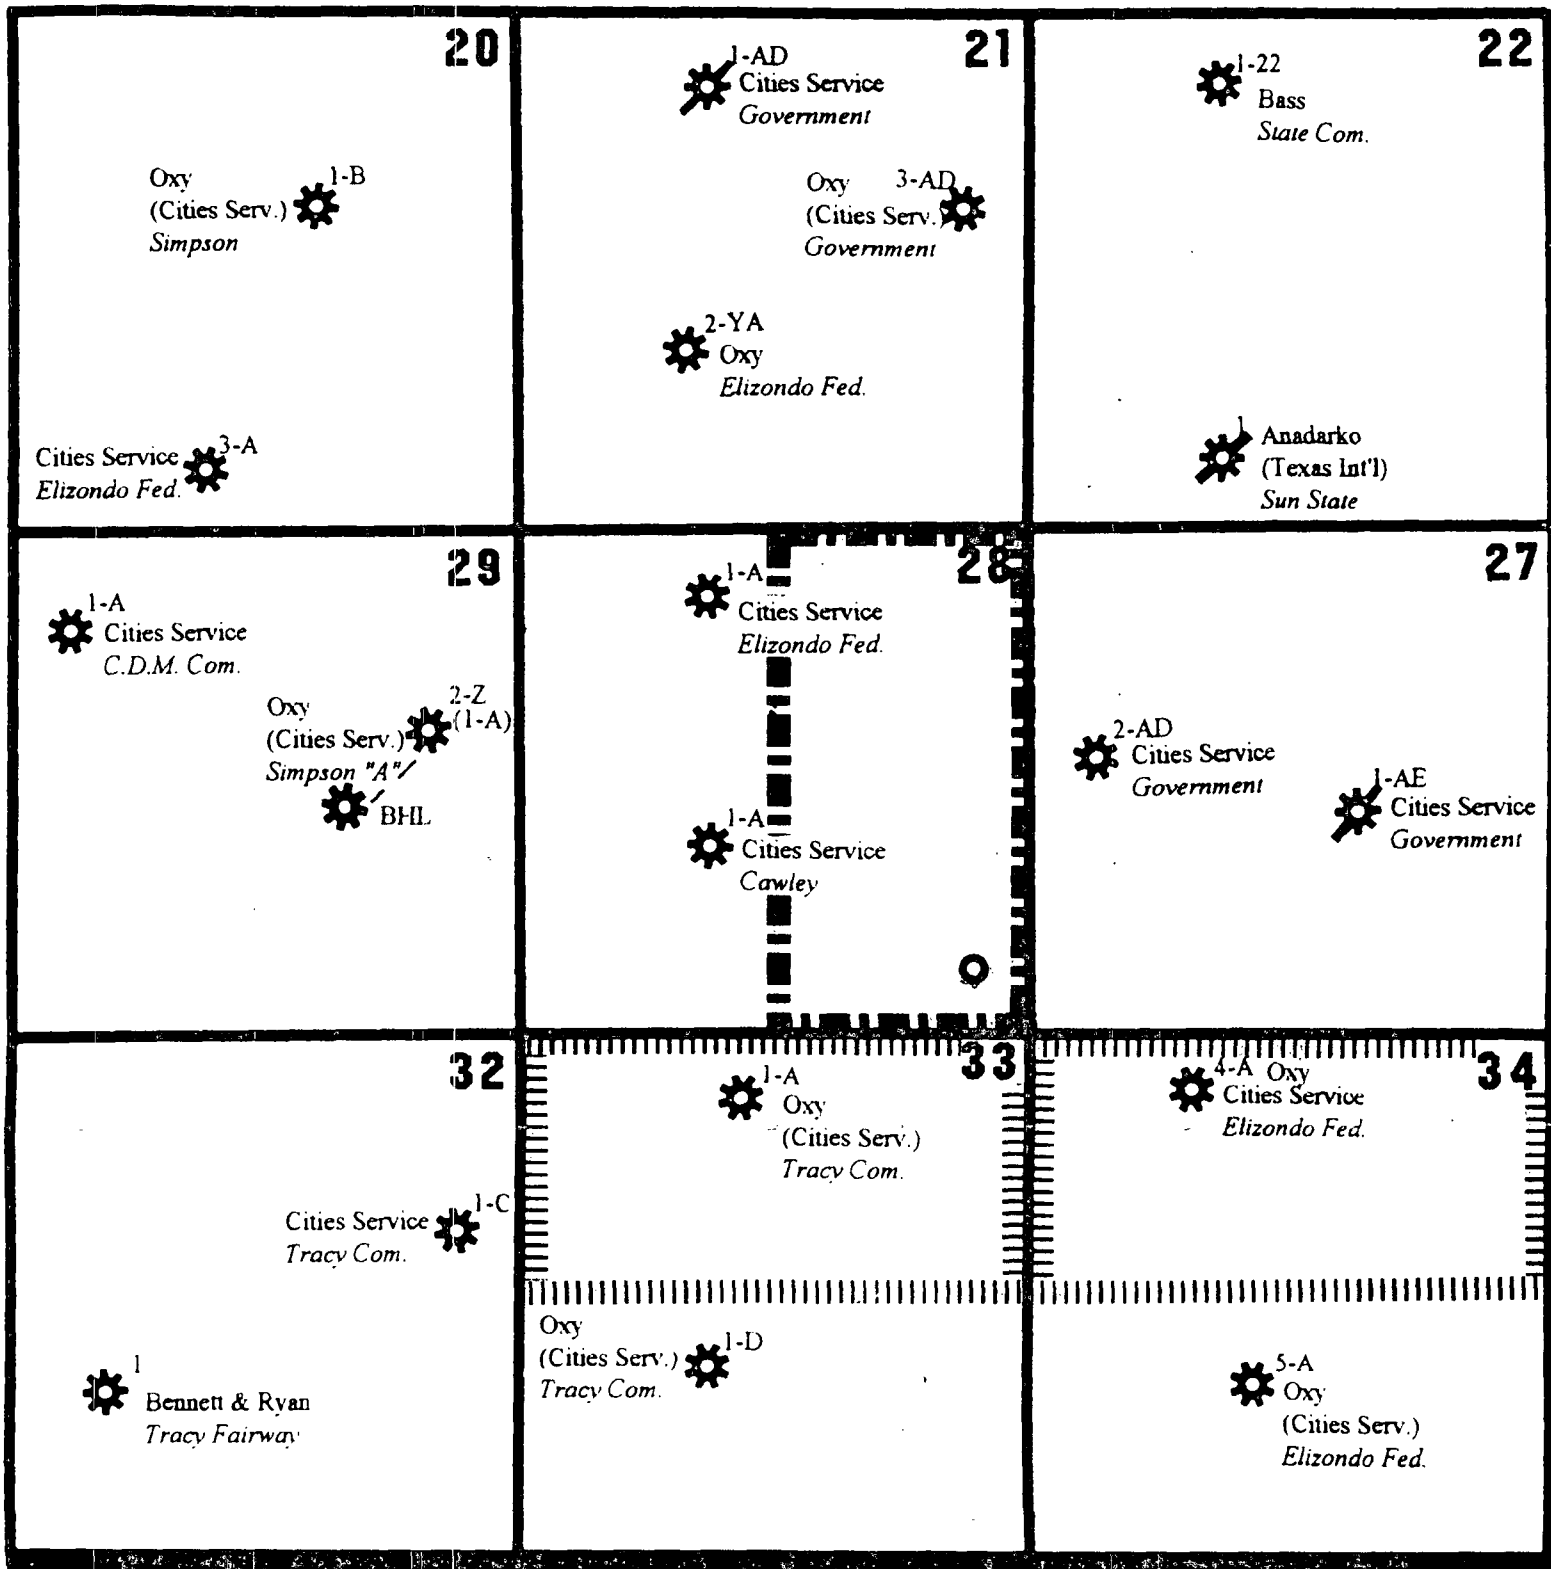 20
1-B
Oxy
(Cities Serv.)
Simpson
3-A
Cities Service
Elizondo Fed.
21
1-AD
Cities Service
Government
Oxy 3-AD
(Cities Serv.)
Government
2-YA
Oxy
Elizondo Fed.
22
1-22
Bass
State Com.
1
Anadarko
(Texas Int'l)
Sun State
29
1-A
Cities Service
C.D.M. Com.
2-Z
Oxy (1-A)
(Cities Serv.)
Simpson "A"
BHL
28
1-A
Cities Service
Elizondo Fed.
1-A
Cities Service
Cawley
27
2-AD
Cities Service
Government
1-AE
Cities Service
Government
32
1-C
Cities Service
Tracy Com.
1
Bennett & Ryan
Tracy Fairway
33
1-A
Oxy
(Cities Serv.)
Tracy Com.
Oxy
(Cities Serv.) 1-D
Tracy Com.
34
4-A Oxy
Cities Service
Elizondo Fed.
5-A
Oxy
(Cities Serv.)
Elizondo Fed.